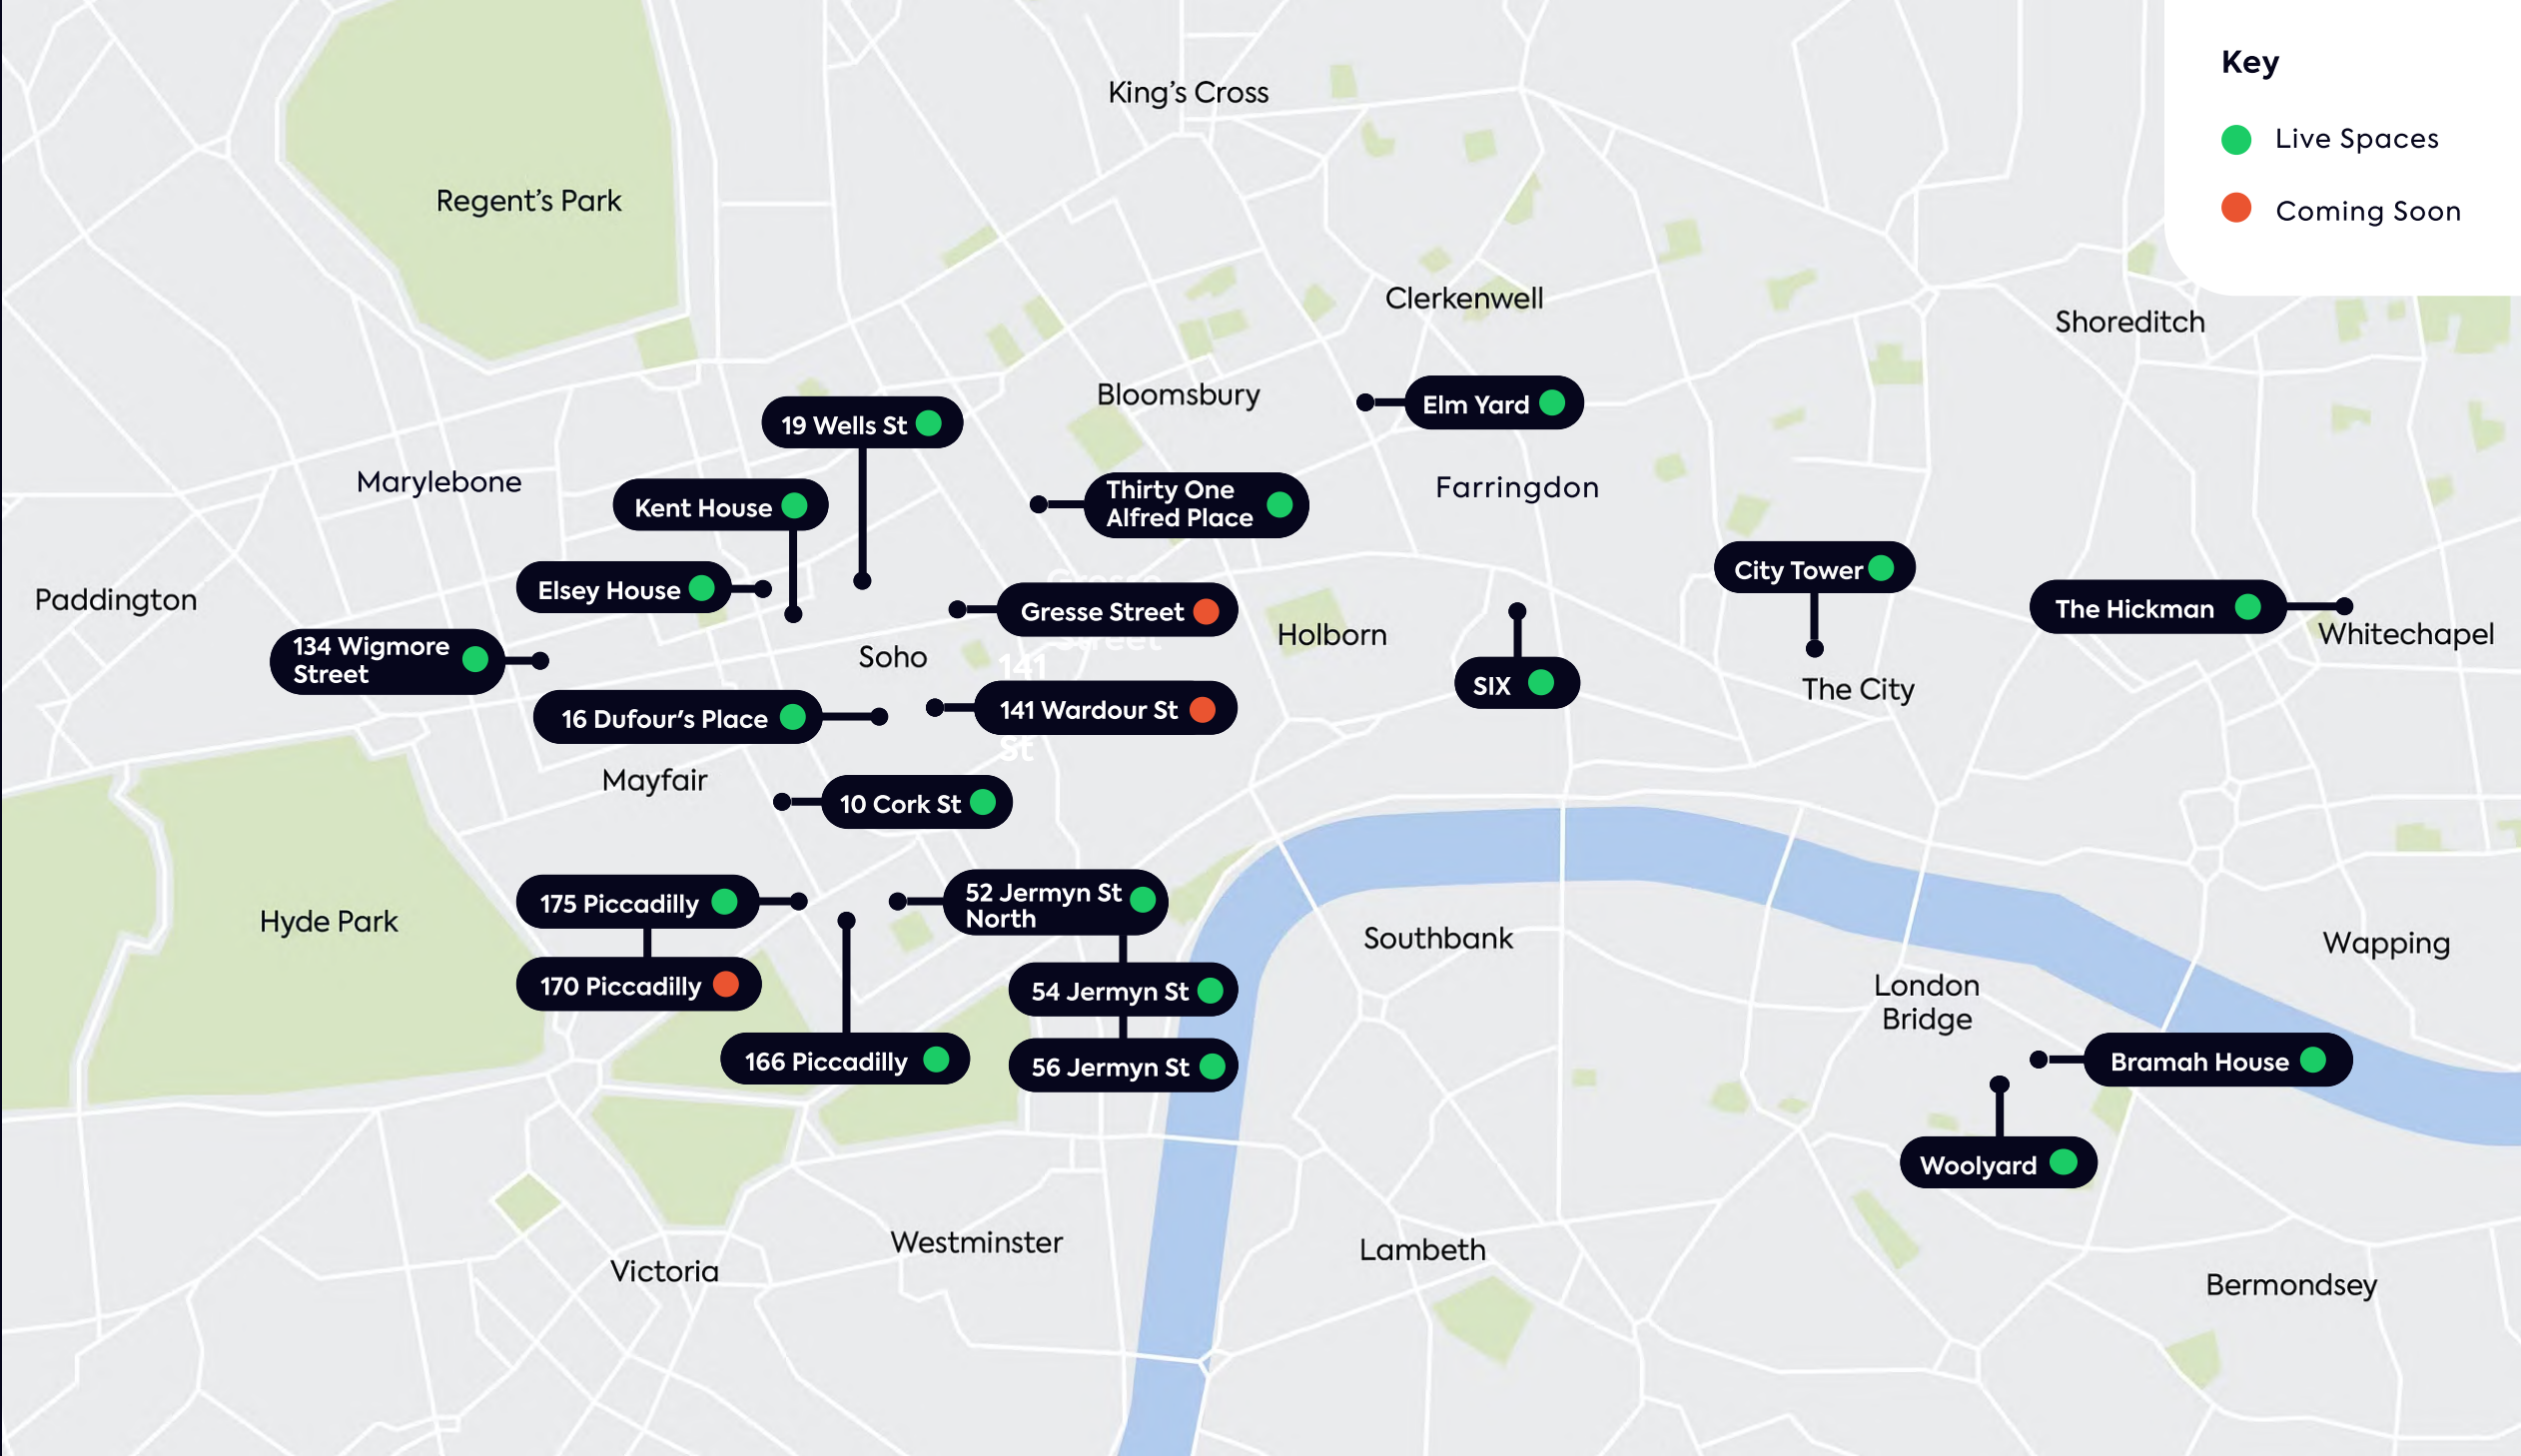 Key
Live Spaces
Coming Soon
King's Cross
Regent's Park
Clerkenwell
Shoreditch
Bloomsbury
Elm Yard
19 Wells St
Marylebone
Farringdon
Kent House
Thirty One
Alfred Place
City Tower
Elsey House
Paddington
Gresse
Street
Gresse Street
The Hickman
Whitechapel
Holborn
134 Wigmore
Street
Soho
SIX
The City
16 Dufour's Place
141
St
141 Wardour St
Mayfair
10 Cork St
Hyde Park
175 Piccadilly
52 Jermyn St
North
Southbank
Wapping
170 Piccadilly
54 Jermyn St
London
Bridge
166 Piccadilly
56 Jermyn St
Bramah House
Woolyard
Westminster
Lambeth
Victoria
Bermondsey